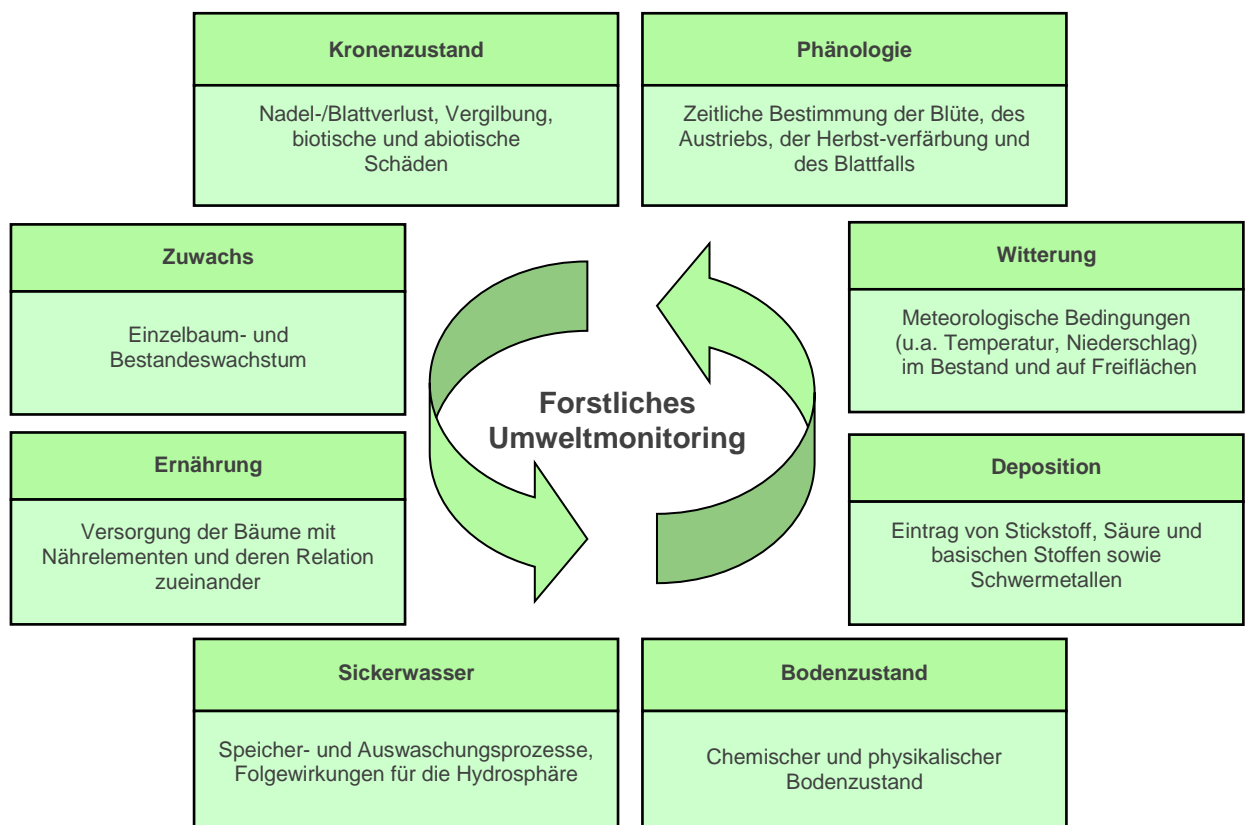 Kronenzustand
Nadel-/Blattverlust, Vergilbung,
biotische und abiotische
Schäden
Phänologie
Zeitliche Bestimmung der Blüte, des
Austriebs, der Herbst-verfärbung und
des Blattfalls
Zuwachs
Einzelbaum- und
Bestandeswachstum
Witterung
Meteorologische Bedingungen
(u.a. Temperatur, Niederschlag)
im Bestand und auf Freiflächen
Forstliches
Umweltmonitoring
Ernährung
Versorgung der Bäume mit
Nährelementen und deren Relation
zueinander
Deposition
Eintrag von Stickstoff, Säure und
basischen Stoffen sowie
Schwermetallen
Sickerwasser
Speicher- und Auswaschungsprozesse,
Folgewirkungen für die Hydrosphäre
Bodenzustand
Chemischer und physikalischer
Bodenzustand